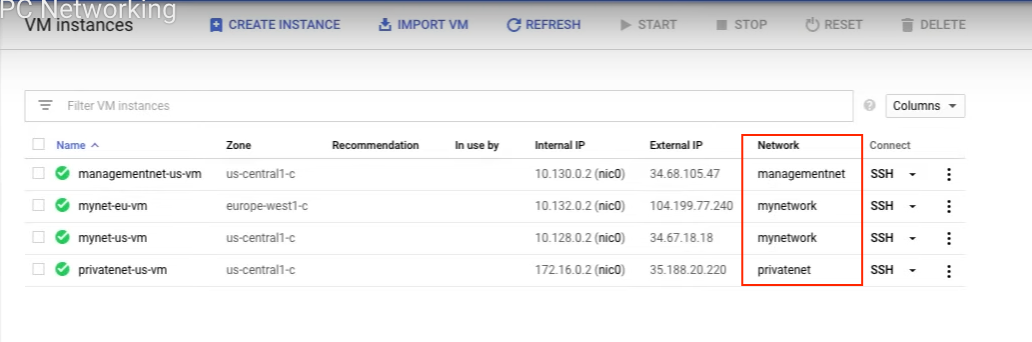 PC Networking
VM instances CREATE INSTANCE IMPORT VM REFRESH START STOP RESET DELETE
Filter VM instances Columns
Name Zone Recommendation In use by Internal IP External IP Network Connect
managementnet-us-vm us-central1-c 10.130.0.2 (nic0) 34.68.105.47 managementnet SSH
mynet-eu-vm europe-west1-c 10.132.0.2 (nic0) 104.199.77.240 mynetwork SSH
mynet-us-vm us-central1-c 10.128.0.2 (nic0) 34.67.18.18 mynetwork SSH
privatenet-us-vm us-central1-c 172.16.0.2 (nic0) 35.188.20.220 privatenet SSH